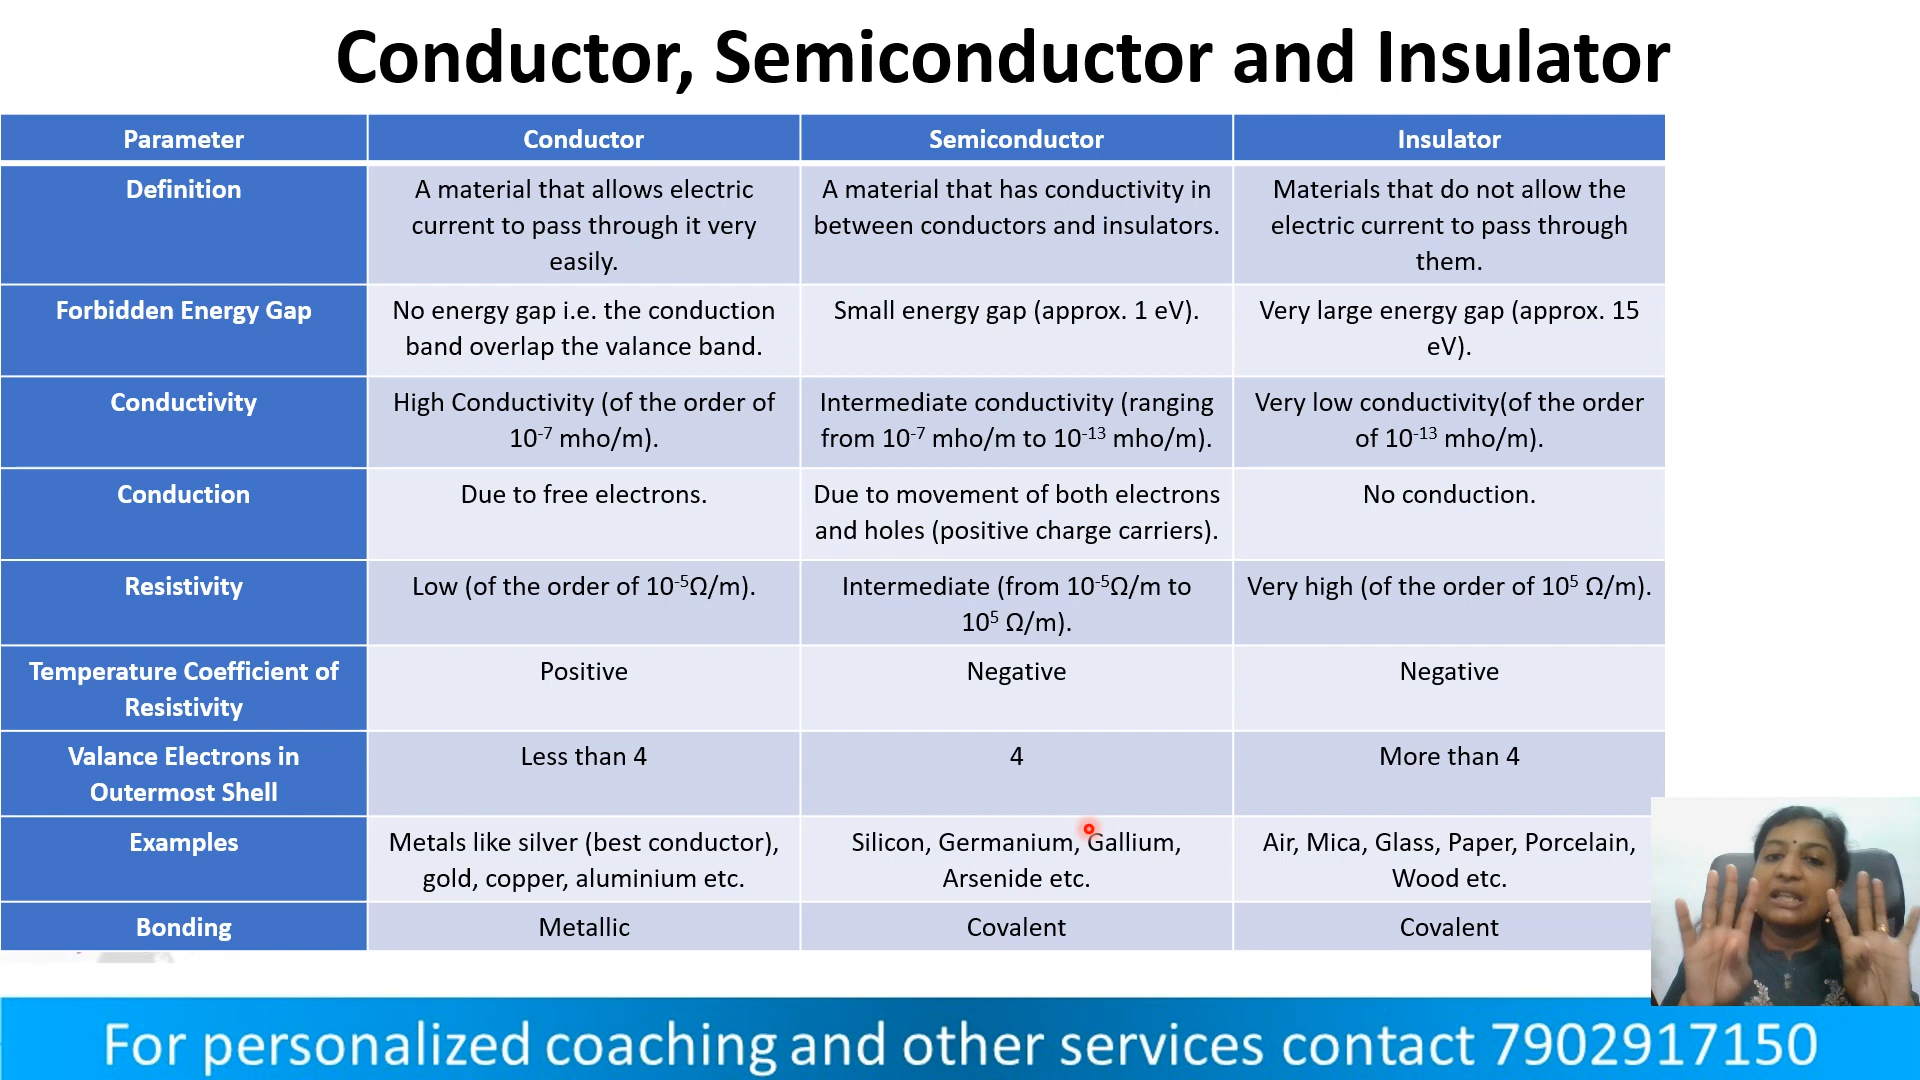 Conductor, Semiconductor and Insulator
Parameter
Conductor
Semiconductor
Insulator
Definition
A material that allows electric
current to pass through it very
easily.
A material that has conductivity in
between conductors and insulators.
Materials that do not allow the
electric current to pass through
them.
Forbidden Energy Gap
No energy gap i.e. the conduction
band overlap the valance band.
Small energy gap (approx. 1 eV).
Very large energy gap (approx. 15
eV).
Conductivity
High Conductivity (of the order of
10⁻⁷ mho/m).
Intermediate conductivity (ranging
from 10⁻⁷ mho/m to 10⁻¹³ mho/m).
Very low conductivity(of the order
of 10⁻¹³ mho/m).
Conduction
Due to free electrons.
Due to movement of both electrons
and holes (positive charge carriers).
No conduction.
Resistivity
Low (of the order of 10⁻⁵Ω/m).
Intermediate (from 10⁻⁵Ω/m to
10⁵ Ω/m).
Very high (of the order of 10⁵ Ω/m).
Temperature Coefficient of
Resistivity
Positive
Negative
Negative
Valance Electrons in
Outermost Shell
Less than 4
4
More than 4
Examples
Metals like silver (best conductor),
gold, copper, aluminium etc.
Silicon, Germanium, Gallium,
Arsenide etc.
Air, Mica, Glass, Paper, Porcelain,
Wood etc.
Bonding
Metallic
Covalent
Covalent
For personalized coaching and other services contact 7902917150